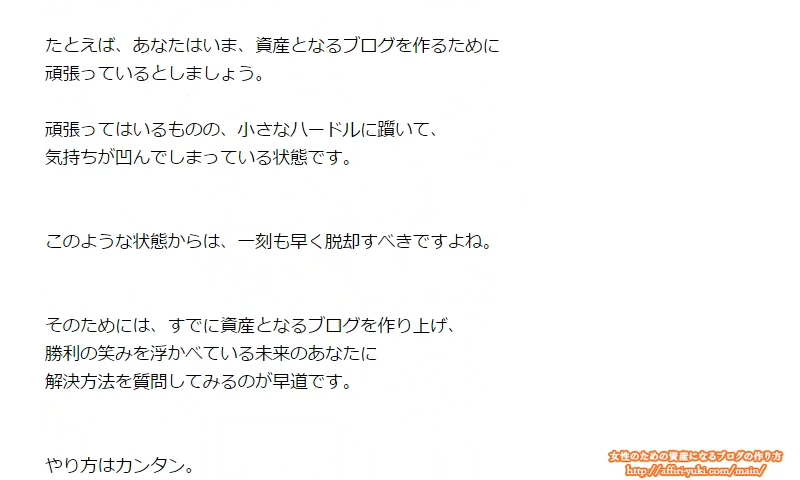 たとえば、あなたはいま、資産となるブログを作るために
頑張っているとしましょう。
頑張ってはいるものの、小さなハードルに躓いて、
気持ちが凹んでしまっている状態です。
このような状態からは、一刻も早く脱却すべきですよね。
そのためには、すでに資産となるブログを作り上げ、
勝利の笑みを浮かべている未来のあなたに
解決方法を質問してみるのが早道です。
やり方はカンタン。
女性のための資産になるブログの作り方
http://affiri-yuki.com/main/